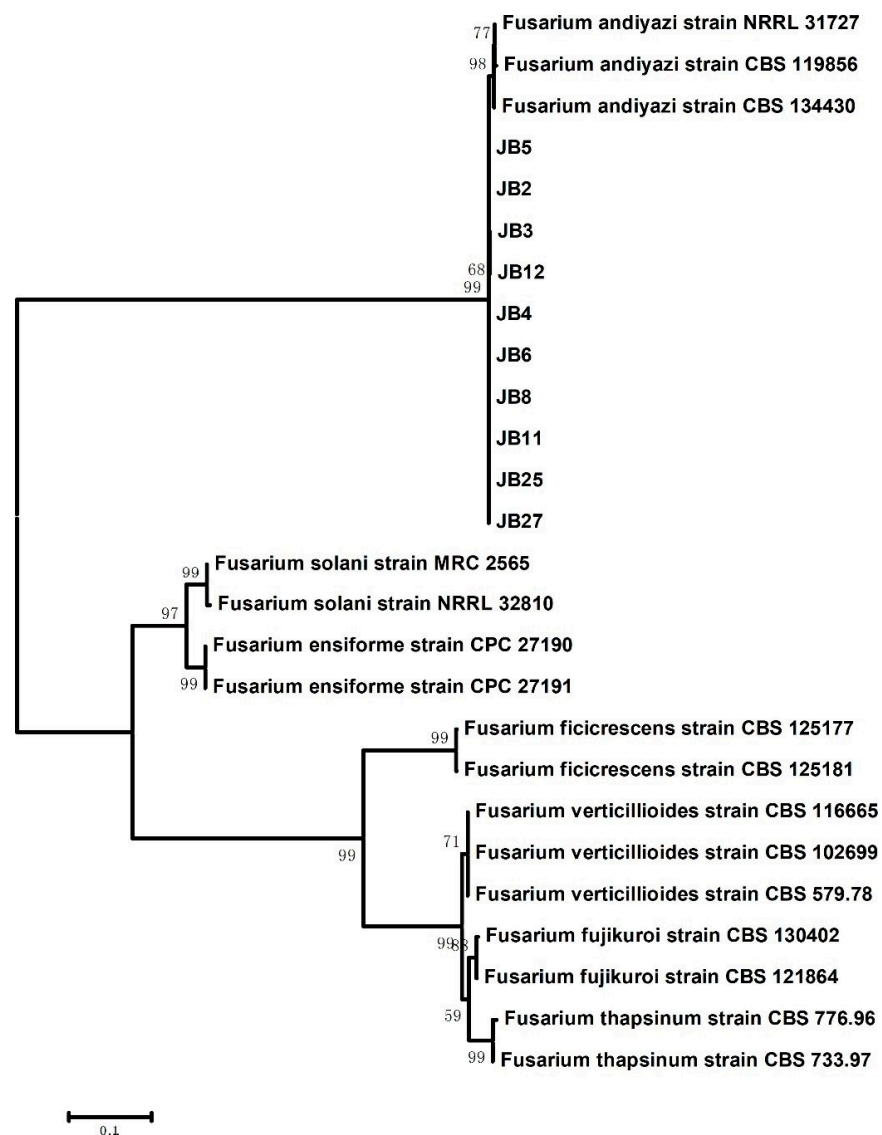 Fusarium andiyazi strain NRRL 31727
77
98
Fusarium andiyazi strain CBS 119856
Fusarium andiyazi strain CBS 134430
JB5
JB2
JB3
68
JB12
99
JB4
JB6
JB8
JB11
JB25
JB27
Fusarium solani strain MRC 2565
99
Fusarium solani strain NRRL 32810
97
Fusarium ensiforme strain CPC 27190
Fusarium ensiforme strain CPC 27191
99
Fusarium ficicrescens strain CBS 125177
99
Fusarium ficicrescens strain CBS 125181
Fusarium verticillioides strain CBS 116665
71
Fusarium verticillioides strain CBS 102699
99
Fusarium verticillioides strain CBS 579.78
Fusarium fujikuroi strain CBS 130402
99
88
Fusarium fujikuroi strain CBS 121864
59
Fusarium thapsinum strain CBS 776.96
99
Fusarium thapsinum strain CBS 733.97
0.1